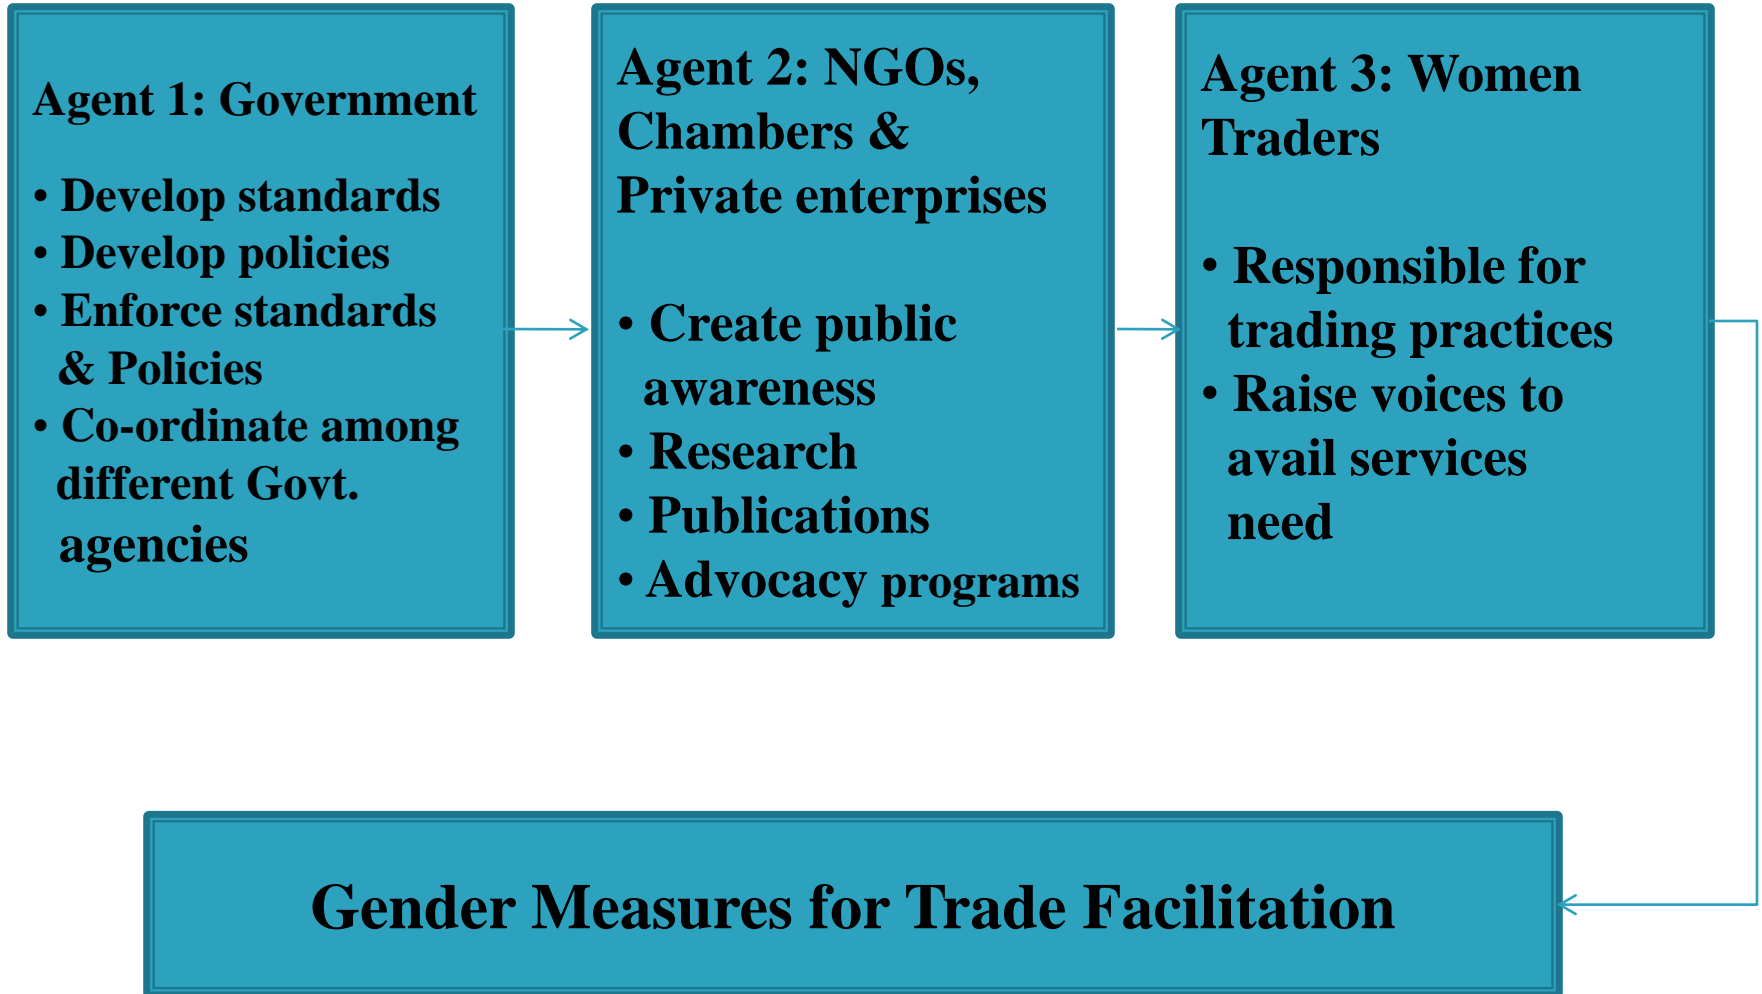 Agent 1: Government
• Develop standards
• Develop policies
• Enforce standards
& Policies
• Co-ordinate among
different Govt.
agencies
Agent 2: NGOs,
Chambers &
Private enterprises
• Create public
awareness
• Research
• Publications
• Advocacy programs
Agent 3: Women
Traders
• Responsible for
trading practices
• Raise voices to
avail services
need
Gender Measures for Trade Facilitation